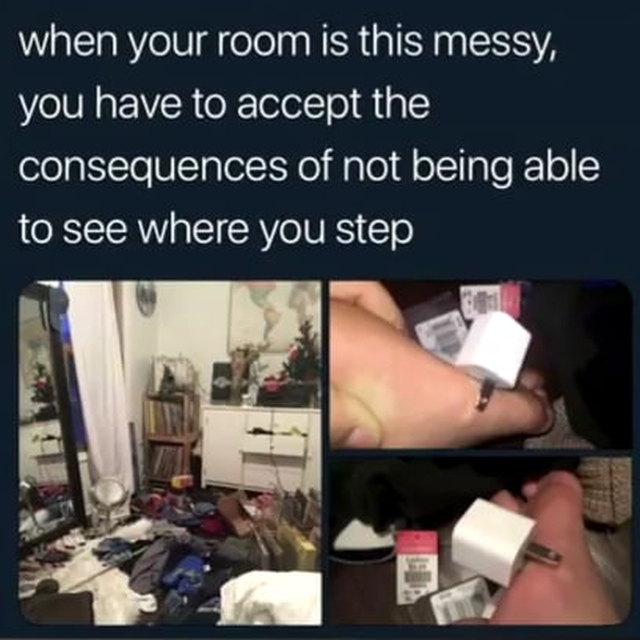 when your room is this messy,
you have to accept the
consequences of not being able
to see where you step